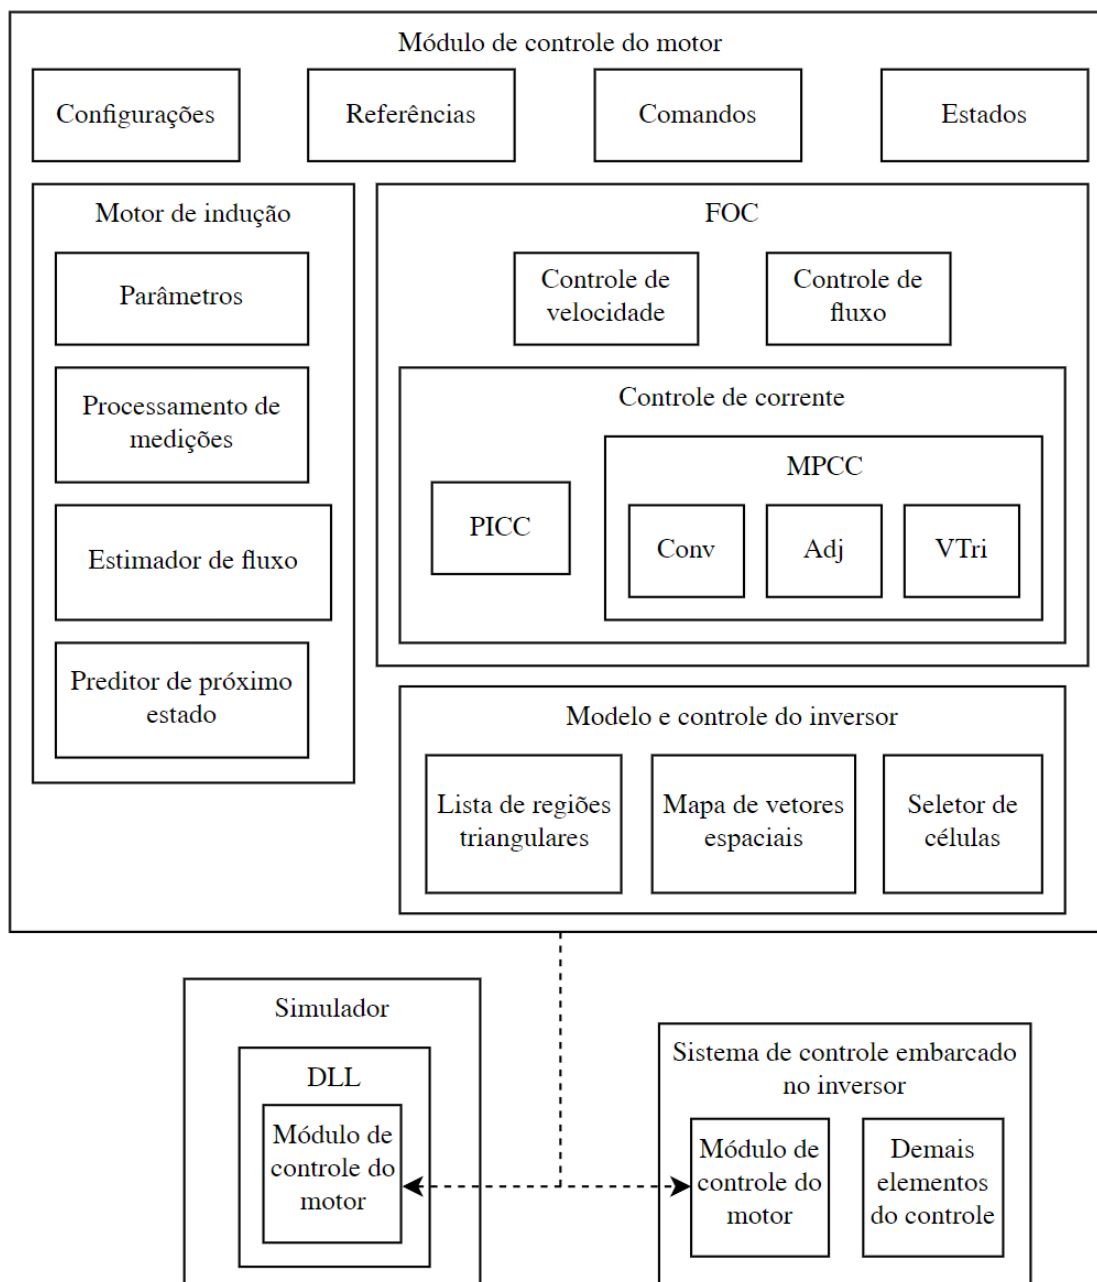 Módulo de controle do motor
Configurações
Referências
Comandos
Estados
Motor de indução
Parâmetros
Processamento de
medições
Estimador de fluxo
Preditor de próximo
estado
FOC
Controle de
velocidade
Controle de
fluxo
Controle de corrente
PICC
MPCC
Conv
Adj
VTri
Modelo e controle do inversor
Lista de regiões
triangulares
Mapa de vetores
espaciais
Seletor de
células
Simulador
DLL
Módulo de
controle do
motor
Sistema de controle embarcado
no inversor
Módulo de
controle do
motor
Demais
elementos
do controle